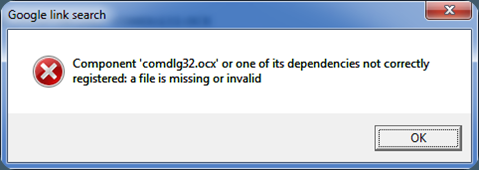 Google link search
Component 'comdlg32.ocx' or one of its dependencies not correctly
registered: a file is missing or invalid
OK